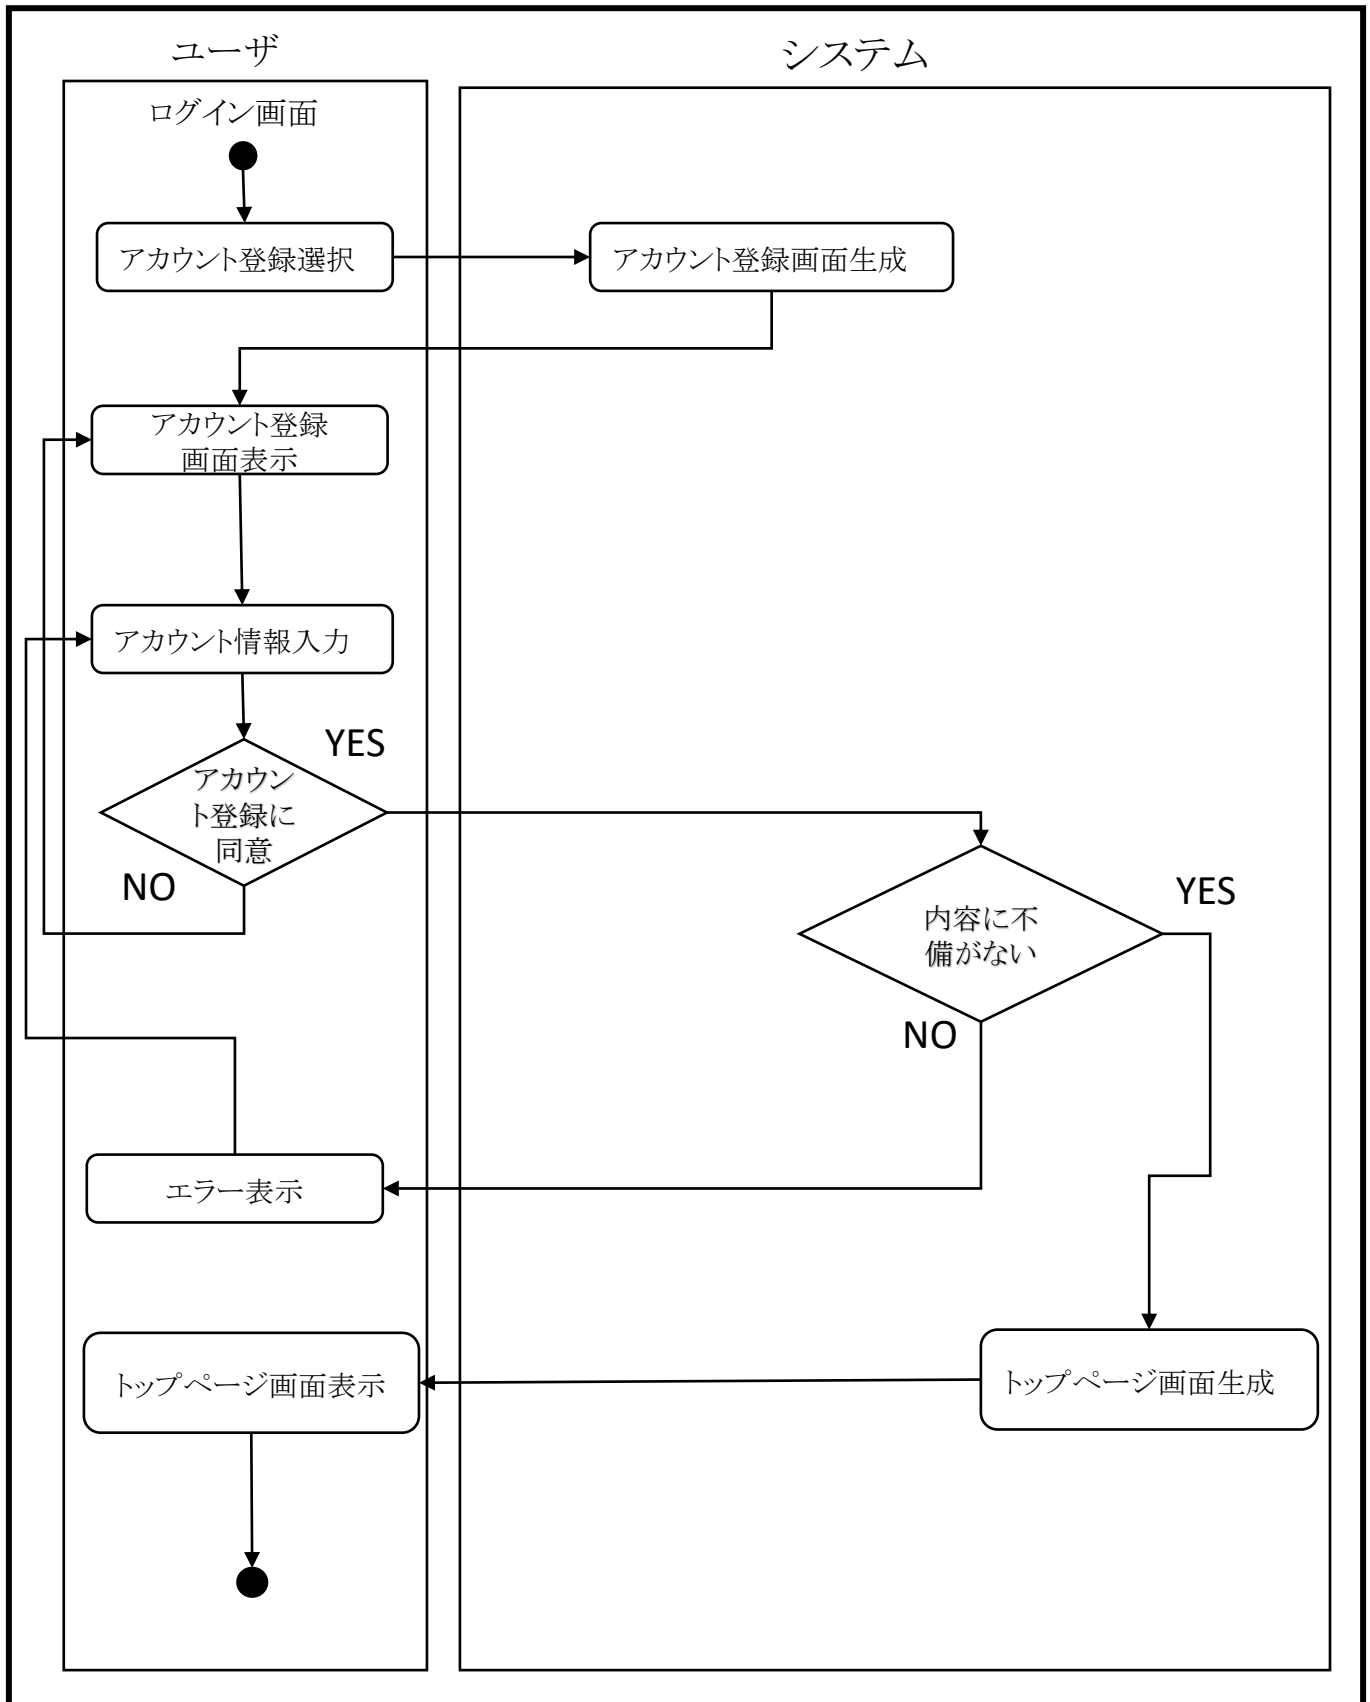 ユーザ
システム
ログイン画面
アカウント登録選択
アカウント登録画面生成
アカウント登録
画面表示
アカウント情報入力
YES
アカウン
ト登録に
同意
NO
内容に不
備がない
YES
NO
エラー表示
トップページ画面表示
トップページ画面生成